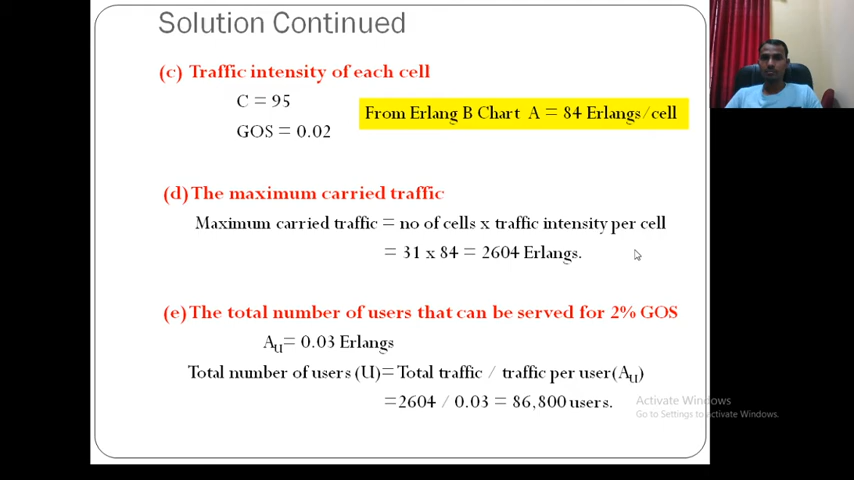 Solution Continued
(c) Traffic intensity of each cell
C = 95
GOS = 0.02
From Erlang B Chart A = 84 Erlangs/cell
(d) The maximum carried traffic
Maximum carried traffic = no of cells x traffic intensity per cell
= 31 x 84 = 2604 Erlangs.
(e) The total number of users that can be served for 2% GOS
AU= 0.03 Erlangs
Total number of users (U)= Total traffic / traffic per user(AU)
=2604 / 0.03 = 86,800 users.
Activate Windows
Go to Settings to Activate Windows.